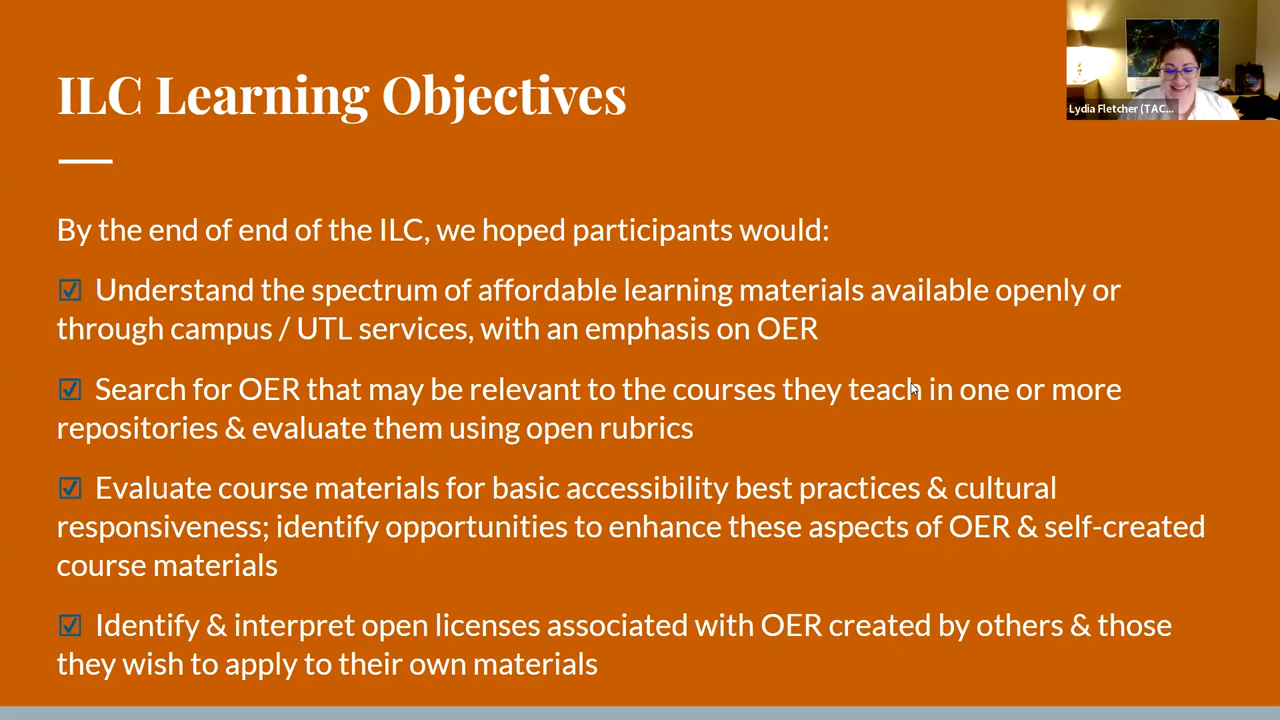 ILC Learning Objectives
Lydia Fletcher (TAC...
By the end of end of the ILC, we hoped participants would:
☑ Understand the spectrum of affordable learning materials available openly or
through campus / UTL services, with an emphasis on OER
☑ Search for OER that may be relevant to the courses they teach in one or more
repositories & evaluate them using open rubrics
☑ Evaluate course materials for basic accessibility best practices & cultural
responsiveness; identify opportunities to enhance these aspects of OER & self-created
course materials
☑ Identify & interpret open licenses associated with OER created by others & those
they wish to apply to their own materials